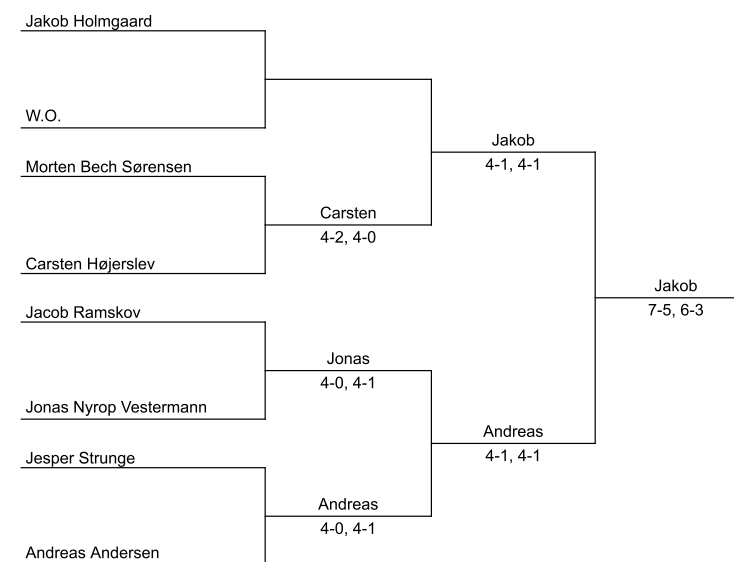 Jakob Holmgaard
W.O.
Jakob
4-1, 4-1
Morten Bech Sørensen
Carsten
4-2, 4-0
Carsten Højerslev
Jakob
7-5, 6-3
Jacob Ramskov
Jonas
4-0, 4-1
Jonas Nyrop Vestermann
Andreas
4-1, 4-1
Jesper Strunge
Andreas
4-0, 4-1
Andreas Andersen